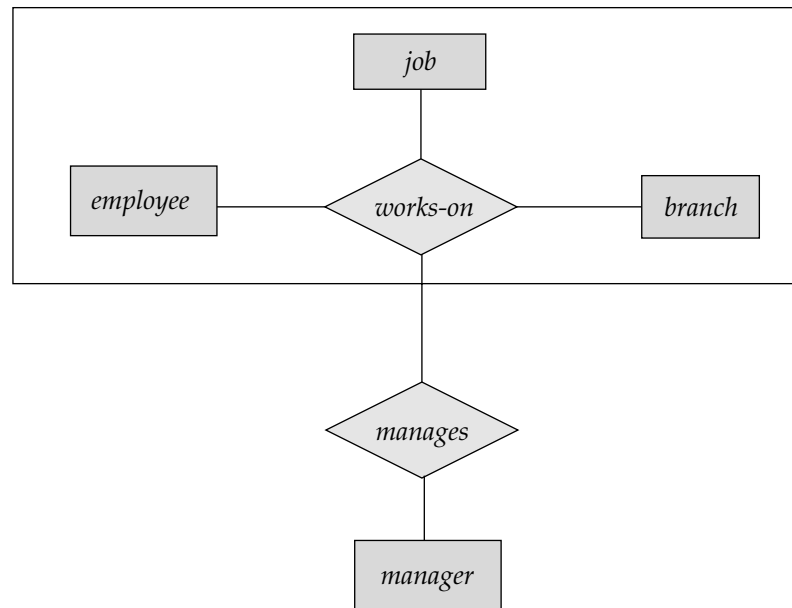 job
employee
works-on
branch
manages
manager